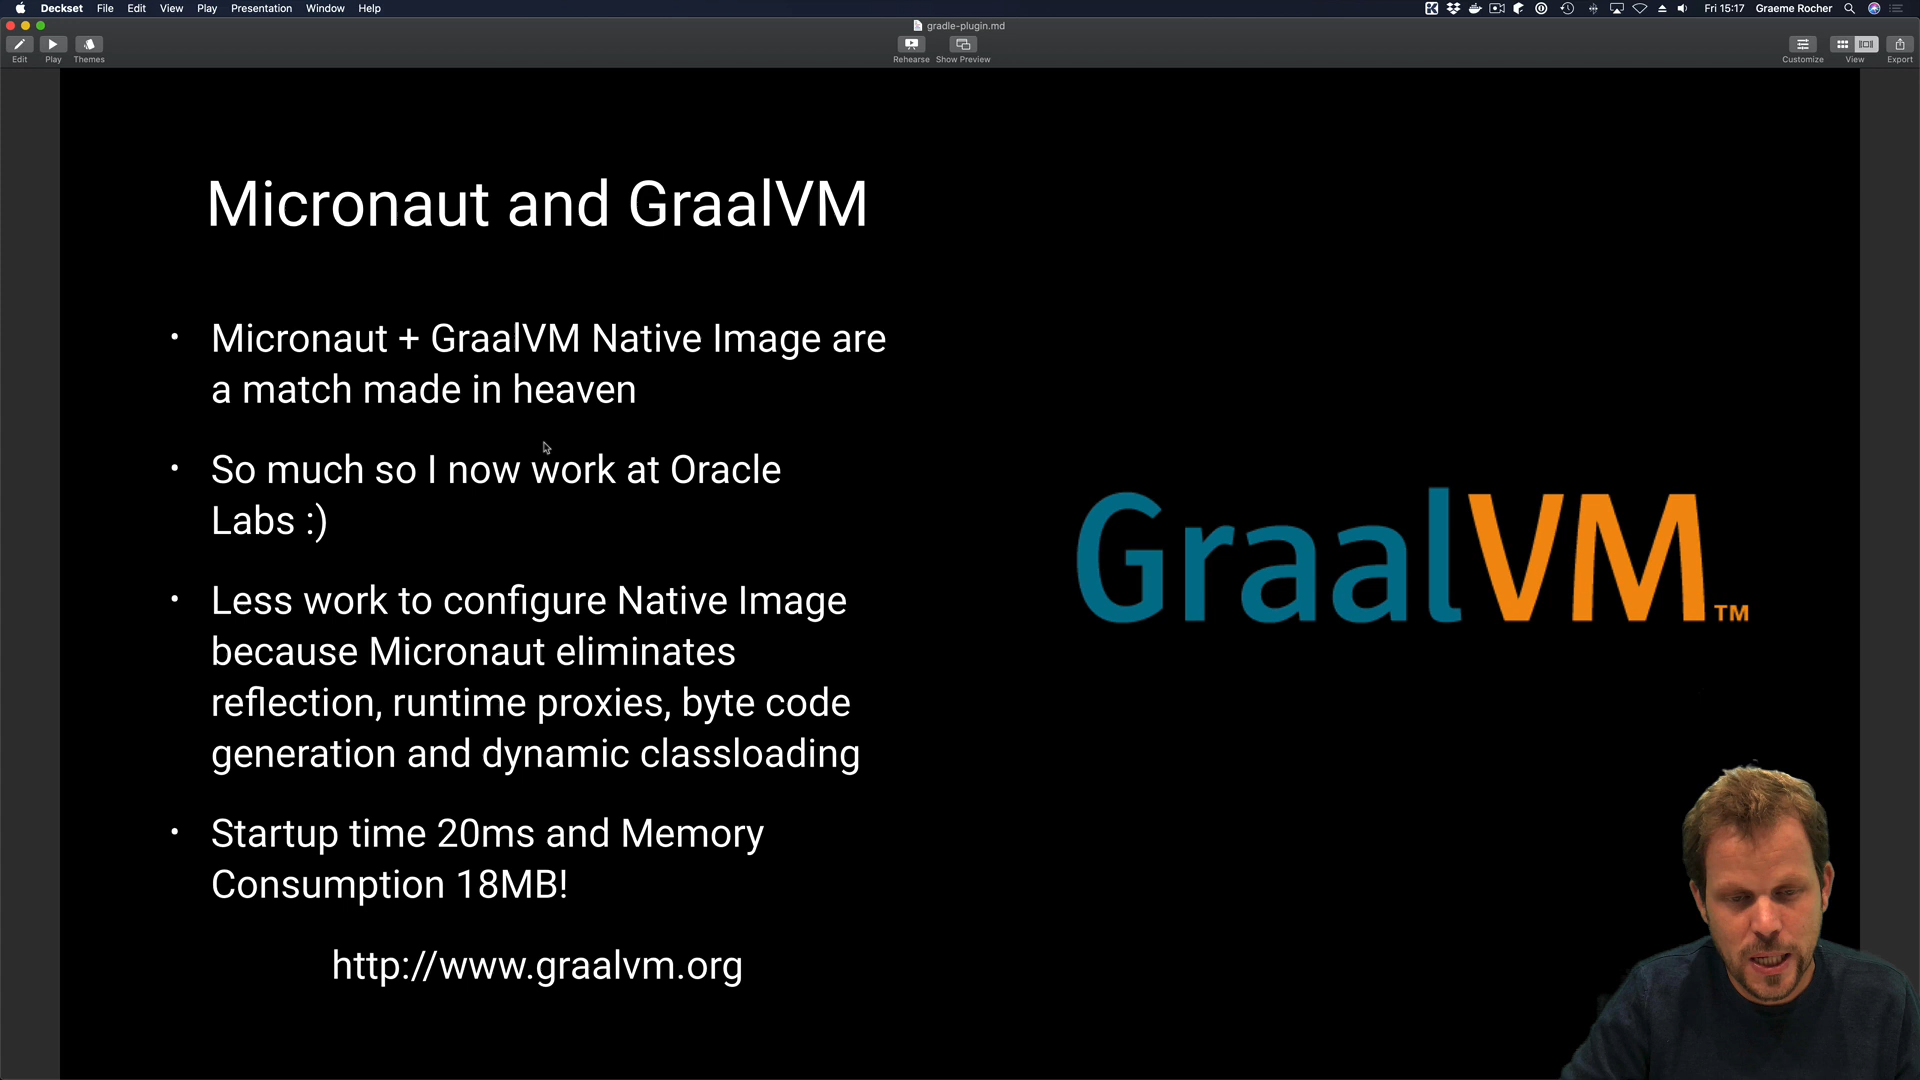 Deckset File Edit View Play Presentation Window Help Fri 15:17 Graeme Rocher
gradle-plugin.md
Edit Play Themes Rehearse Show Preview Customize View Export
Micronaut and GraalVM
• Micronaut + GraalVM Native Image are
a match made in heaven
• So much so I now work at Oracle
Labs :)
• Less work to configure Native Image
because Micronaut eliminates
reflection, runtime proxies, byte code
generation and dynamic classloading
• Startup time 20ms and Memory
Consumption 18MB!
http://www.graalvm.org
GraalVM™